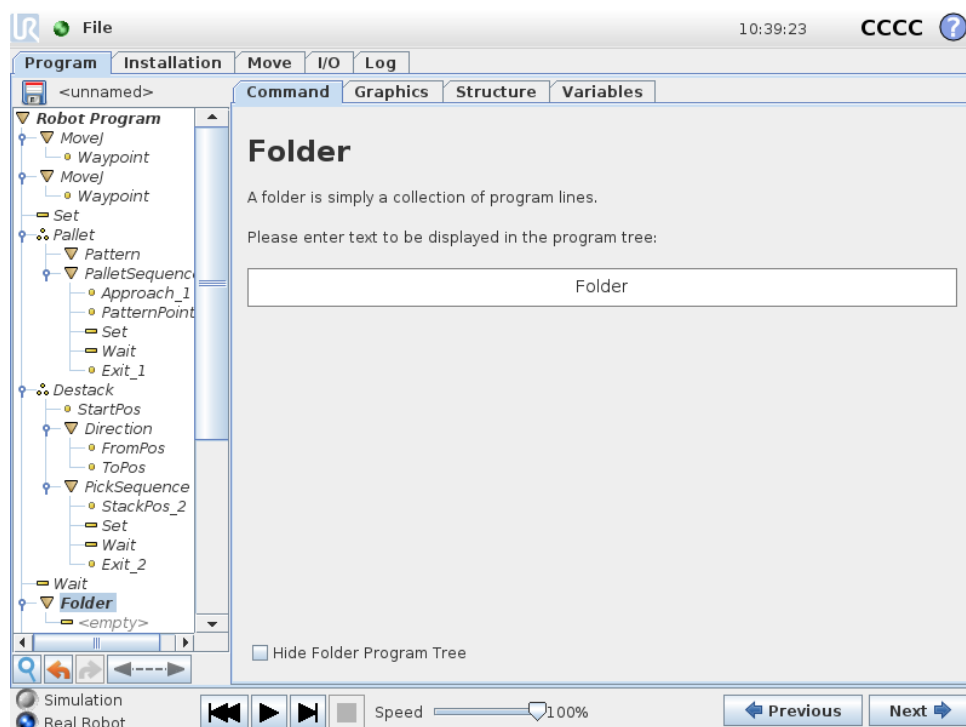 UR File 10:39:23 CCCC ?
Program Installation Move I/O Log
<unnamed>
Command Graphics Structure Variables
Robot Program
MoveJ
Waypoint
MoveJ
Waypoint
Set
Pallet
Pattern
PalletSequenc
Approach_1
PatternPoint
Set
Wait
Exit_1
Destack
StartPos
Direction
FromPos
ToPos
PickSequence
StackPos_2
Set
Wait
Exit_2
Wait
Folder
<empty>
Folder
A folder is simply a collection of program lines.
Please enter text to be displayed in the program tree:
Folder
Hide Folder Program Tree
Simulation
Real Robot
Speed 100%
Previous Next